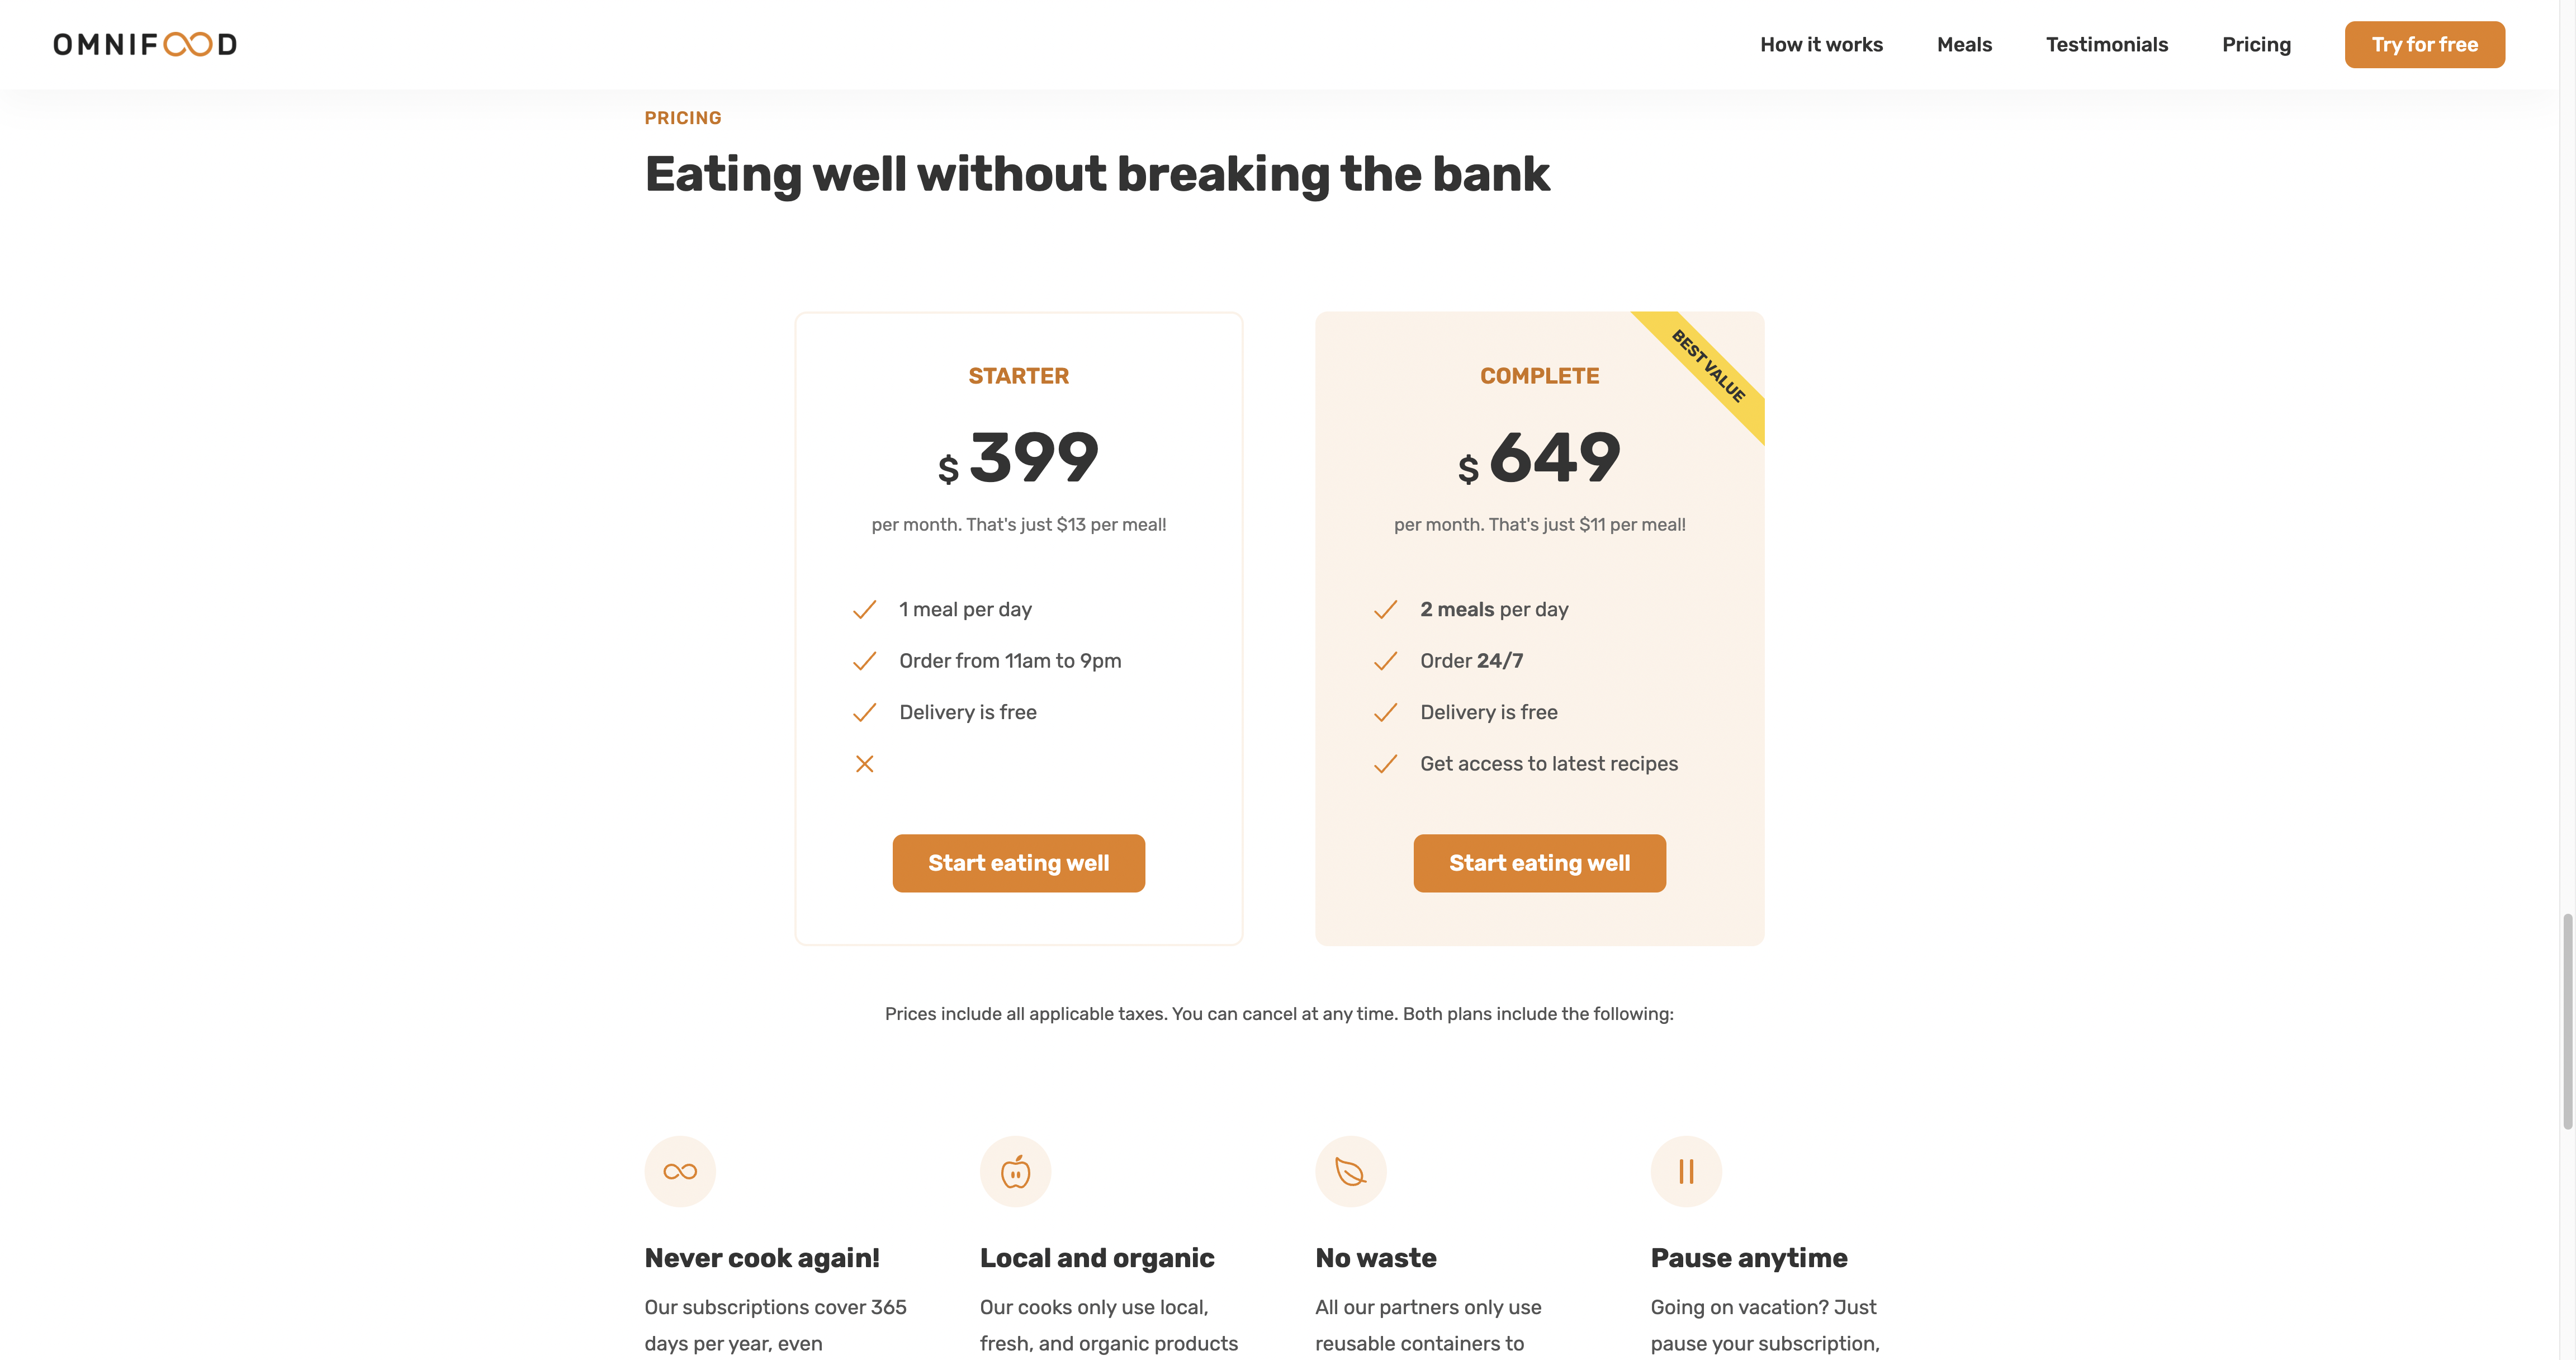 OMNIFOOD
How it works
Meals
Testimonials
Pricing
Try for free
PRICING
Eating well without breaking the bank
STARTER
$ 399
per month. That's just $13 per meal!
1 meal per day
Order from 11am to 9pm
Delivery is free
Start eating well
BEST VALUE
COMPLETE
$ 649
per month. That's just $11 per meal!
2 meals per day
Order 24/7
Delivery is free
Get access to latest recipes
Start eating well
Prices include all applicable taxes. You can cancel at any time. Both plans include the following:
Never cook again!
Our subscriptions cover 365
days per year, even
Local and organic
Our cooks only use local,
fresh, and organic products
No waste
All our partners only use
reusable containers to
Pause anytime
Going on vacation? Just
pause your subscription,